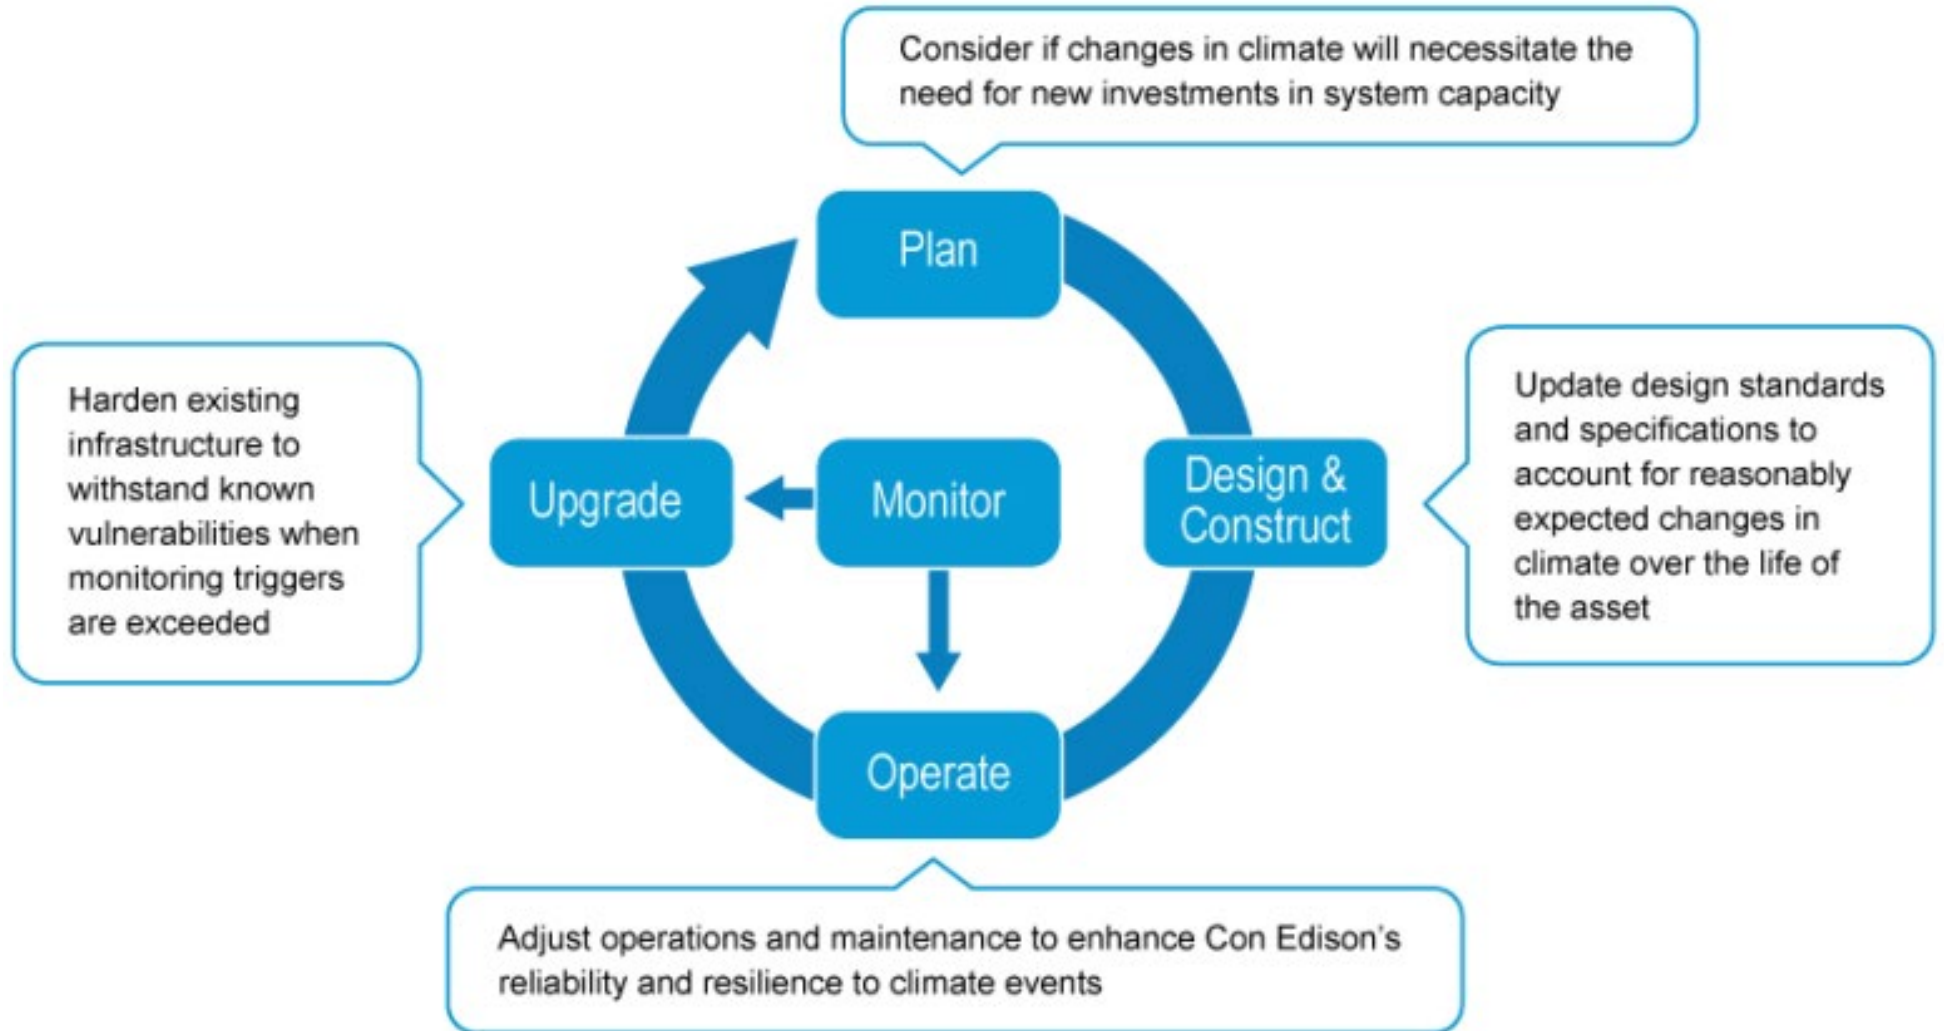 Consider if changes in climate will necessitate the
need for new investments in system capacity
Plan
Harden existing
infrastructure to
withstand known
vulnerabilities when
monitoring triggers
are exceeded
Upgrade
Monitor
Design &
Construct
Update design standards
and specifications to
account for reasonably
expected changes in
climate over the life of
the asset
Operate
Adjust operations and maintenance to enhance Con Edison’s
reliability and resilience to climate events